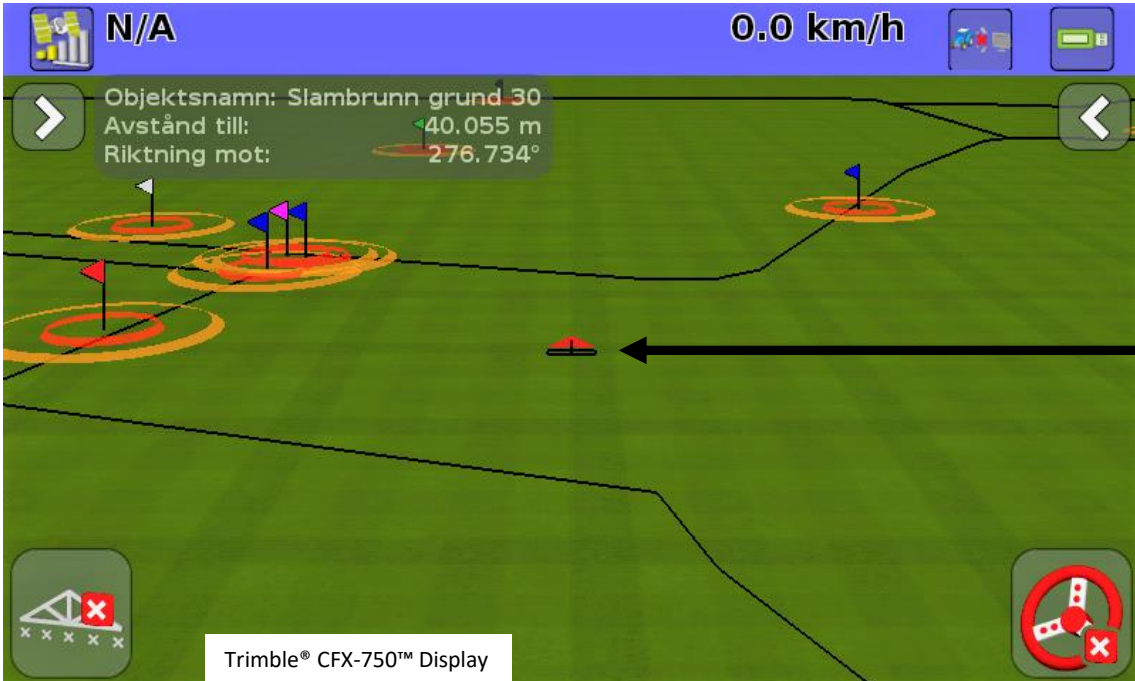 N/A
0.0 km/h
Objektsnamn: Slambrunn grund 30
Avstånd till: 40.055 m
Riktning mot: 276.734°
Trimble® CFX-750™ Display